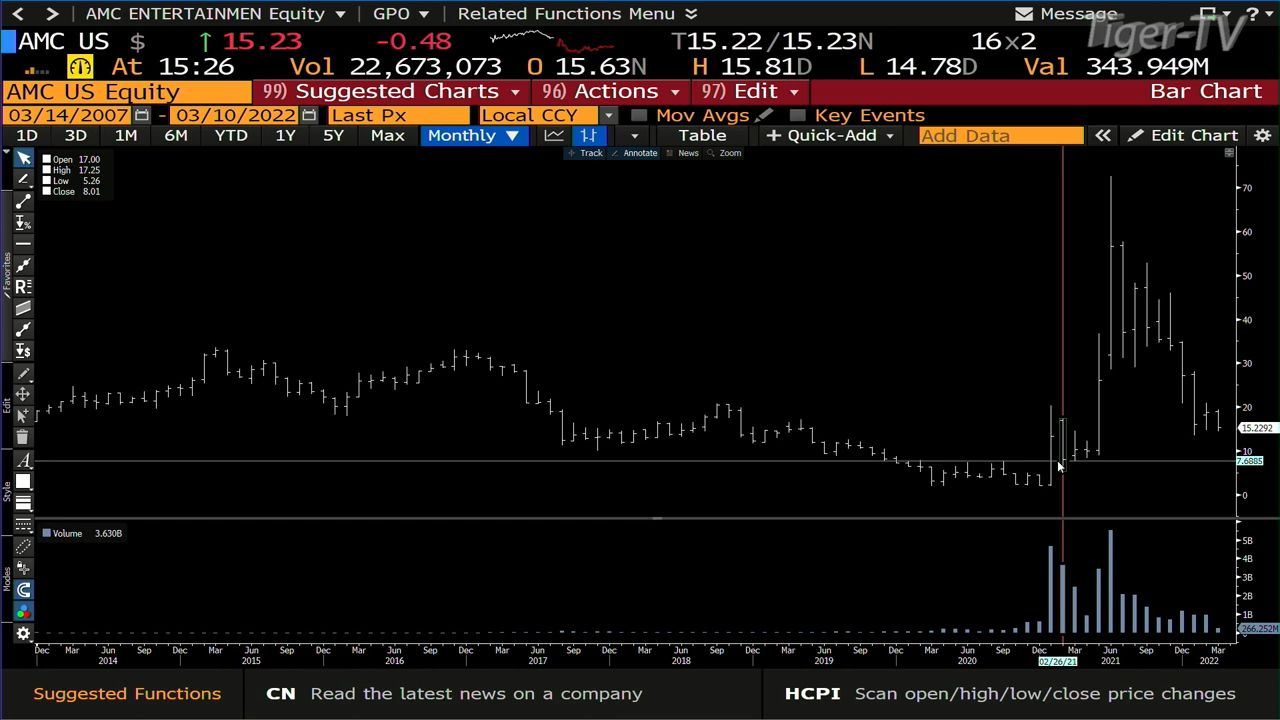 AMC ENTERTAINMEN Equity GPO Related Functions Menu Message ?
Tiger-TV
AMC US $ ↑ 15.23 -0.48 T15.22/15.23N 16x2
At 15:26 Vol 22,673,073 O 15.63N H 15.81D L 14.78D Val 343.949M
AMC US Equity 99) Suggested Charts 96) Actions 97) Edit Bar Chart
03/14/2007 - 03/10/2022 Last Px Local CCY Mov Avgs Key Events
1D 3D 1M 6M YTD 1Y 5Y Max Monthly ▼ Table + Quick-Add Add Data « Edit Chart
Track Annotate News Zoom
Open 17.00
High 17.25
Low 5.26
Close 8.01
70
60
50
40
30
20
15.2292
10
7.6885
0
Favorites
Edit
Style
Modes
Volume 3.630B
5B
4B
3B
2B
1B
266.252M
Dec Mar Jun Sep Dec Mar Jun Sep Dec Mar Jun Sep Dec Mar Jun Sep Dec Mar Jun Sep Dec Mar Jun Sep Dec Mar Jun Sep Dec Mar Jun Sep Dec Mar
2014 2015 2016 2017 2018 2019 2020 02/26/21 2021 2022
Suggested Functions CN Read the latest news on a company HCPI Scan open/high/low/close price changes